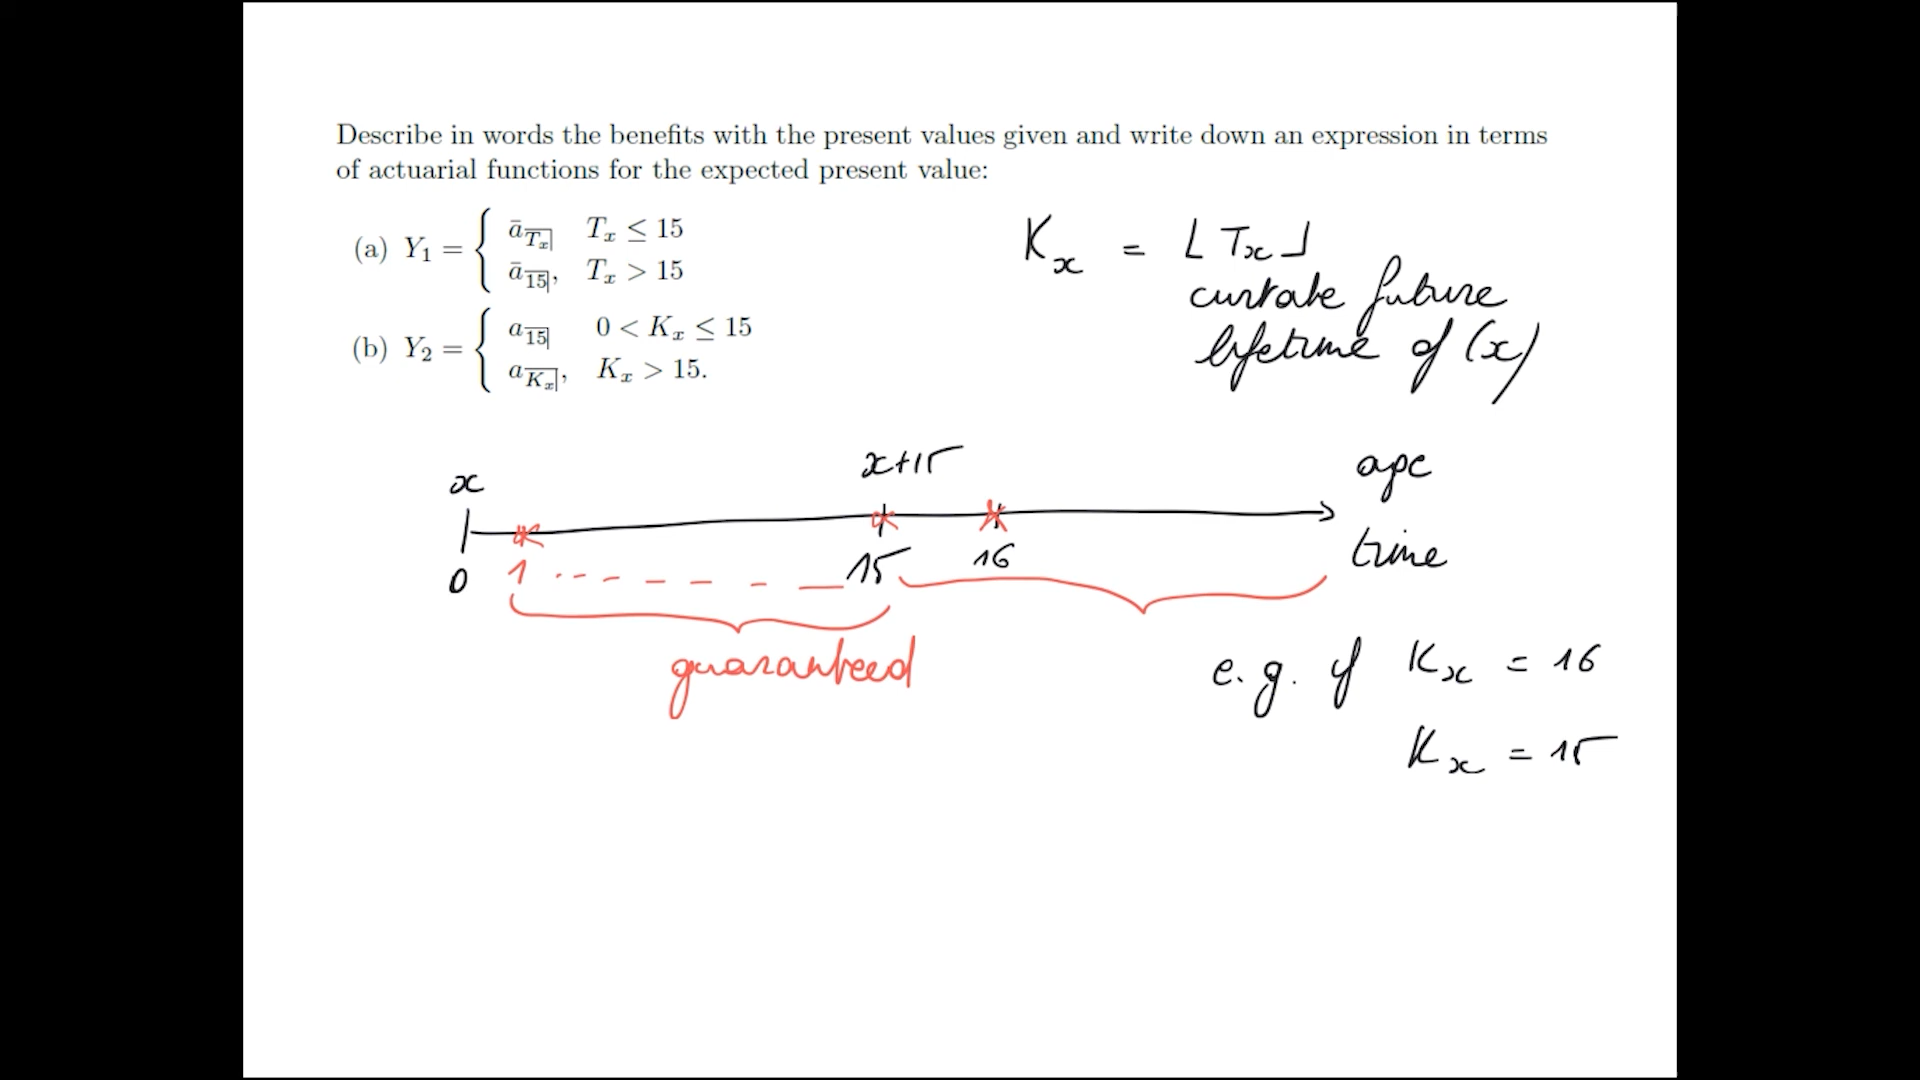 Describe in words the benefits with the present values given and write down an expression in terms
of actuarial functions for the expected present value:
(a) Y₁ = { ā_{T_x|} T_x ≤ 15
ā_{15|}, T_x > 15
(b) Y₂ = { a_{15|} 0 < K_x ≤ 15
a_{K_x|}, K_x > 15.
K_x = ⌊T_x⌋
curtate future
lifetime of (x)
x x+15 age
0 1 15 16 time
guaranteed
e.g. if K_x = 16
K_x = 15